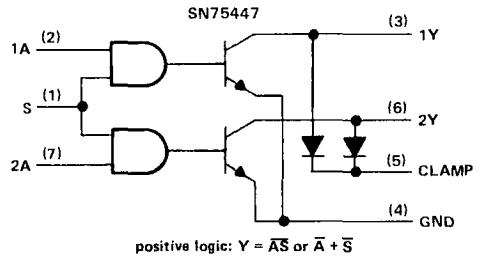 SN75447
1A (2)
(3) 1Y
S (1)
(6) 2Y
2A (7)
(5) CLAMP
(4) GND
positive logic: Y = A̅S̅ or A̅ + S̅